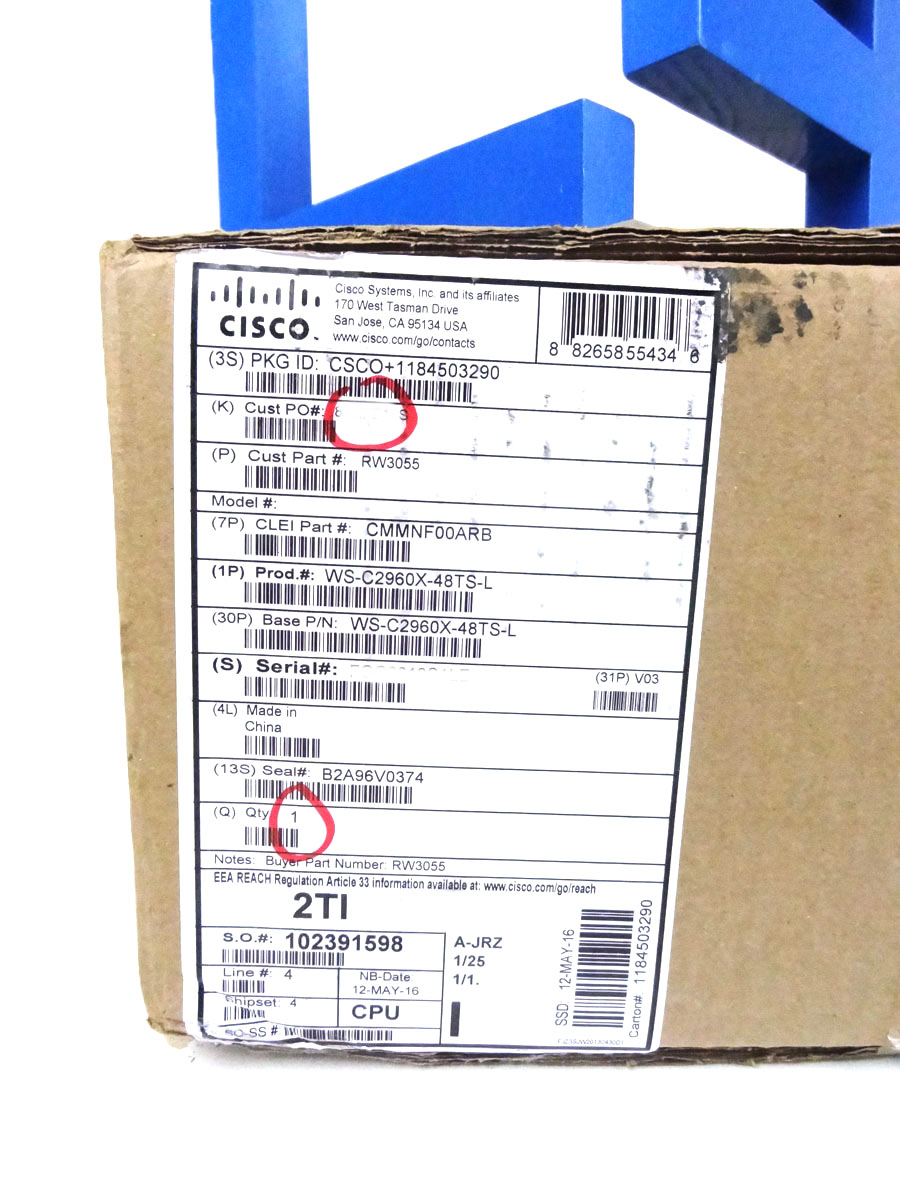 CISCO
Cisco Systems, Inc. and its affiliates
170 West Tasman Drive
San Jose, CA 95134 USA
www.cisco.com/go/contacts
8 8265855434 6
(3S) PKG ID: CSCO+1184503290
(K) Cust PO#: 8 S
(P) Cust Part #: RW3055
Model #:
(7P) CLEI Part #: CMMNF00ARB
(1P) Prod.#: WS-C2960X-48TS-L
(30P) Base P/N: WS-C2960X-48TS-L
(S) Serial#:
(31P) V03
(4L) Made in
China
(13S) Seal#: B2A96V0374
(Q) Qty 1
Notes: Buyer Part Number: RW3055
EEA REACH Regulation Article 33 information available at: www.cisco.com/go/reach
2TI
S.O.#: 102391598
Line #: 4
NB-Date
12-MAY-16
Shipset: 4
CPU
SO-SS #
A-JRZ
1/25
1/1.
SSD: 12-MAY-16
Carton# 1184503290